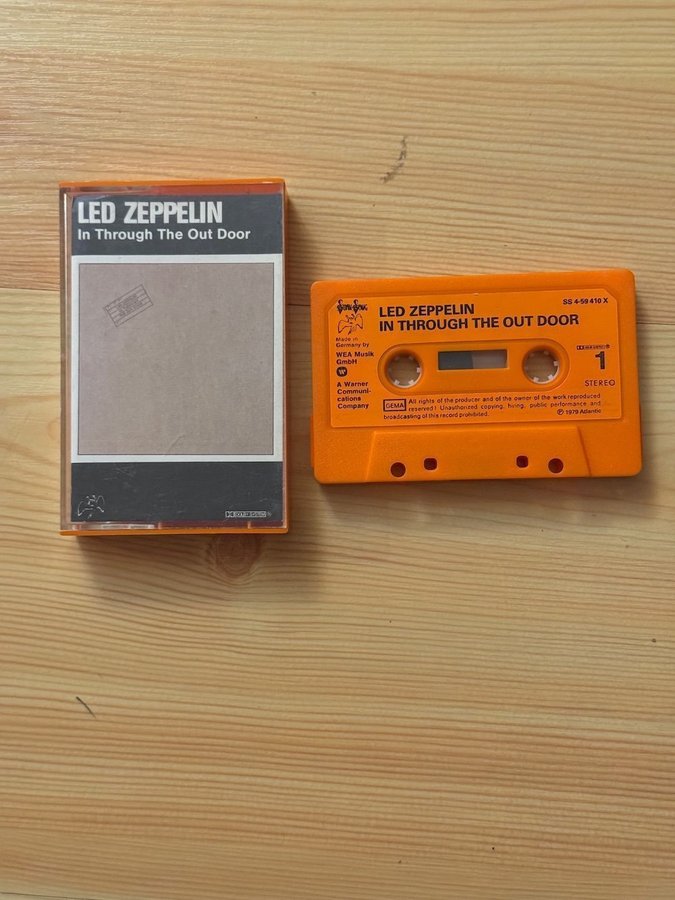 LED ZEPPELIN
In Through The Out Door
SS 4-59 410 X
LED ZEPPELIN
IN THROUGH THE OUT DOOR
Made in
Germany by
WEA Musik
GmbH
A Warner
Communi-
cations
Company
1
STEREO
GEMA
All rights of the producer and of the owner of the work reproduced
reserved! Unauthorized copying, hiring, public performance and
broadcasting of this record prohibited.
℗ 1979 Atlantic